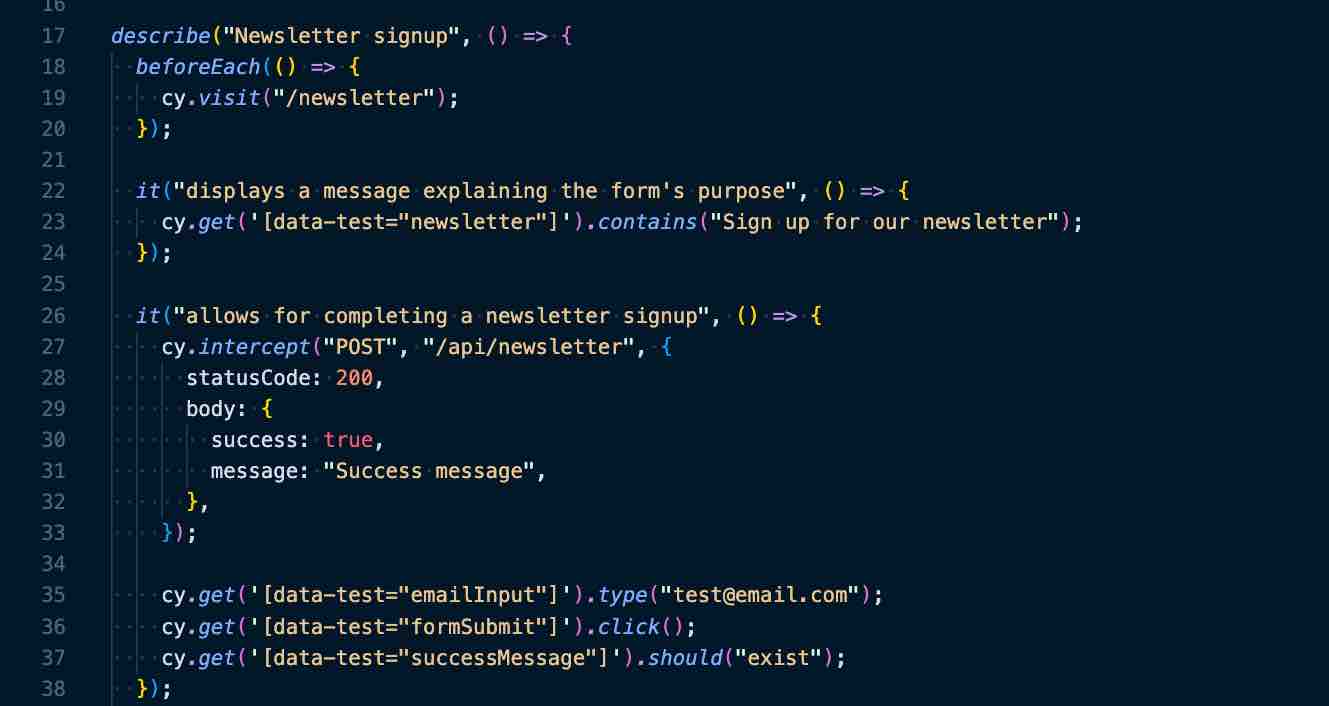 16
17 describe("Newsletter signup", () => {
18   beforeEach(() => {
19     cy.visit("/newsletter");
20   });
21
22   it("displays a message explaining the form's purpose", () => {
23     cy.get('[data-test="newsletter"]').contains("Sign up for our newsletter");
24   });
25
26   it("allows for completing a newsletter signup", () => {
27     cy.intercept("POST", "/api/newsletter", {
28       statusCode: 200,
29       body: {
30         success: true,
31         message: "Success message",
32       },
33     });
34
35     cy.get('[data-test="emailInput"]').type("test@email.com");
36     cy.get('[data-test="formSubmit"]').click();
37     cy.get('[data-test="successMessage"]').should("exist");
38   });